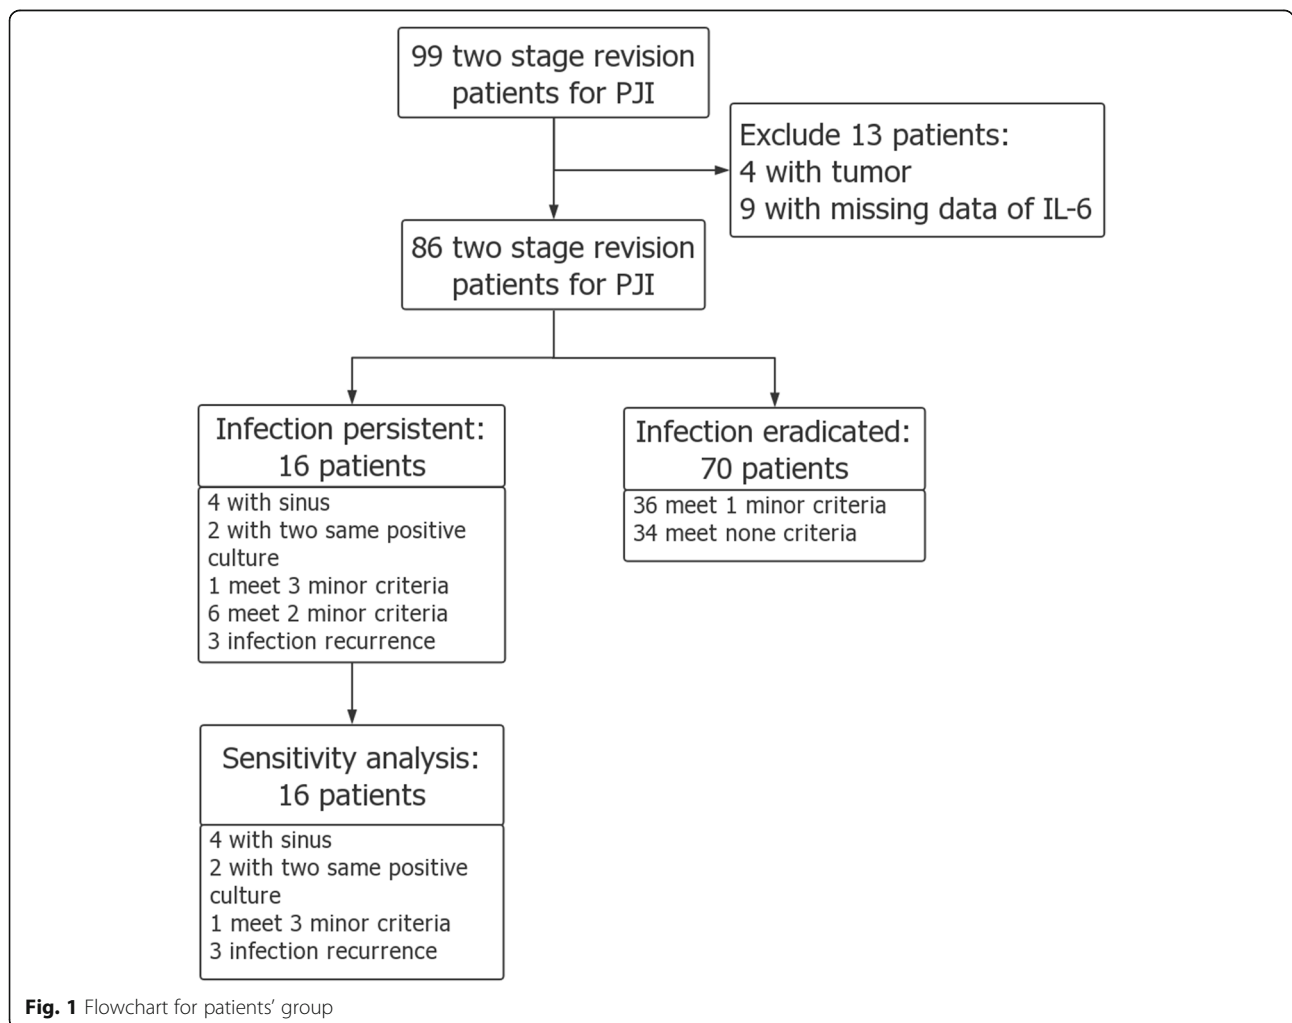 99 two stage revision
patients for PJI
Exclude 13 patients:
4 with tumor
9 with missing data of IL-6
86 two stage revision
patients for PJI
Infection persistent:
16 patients
4 with sinus
2 with two same positive
culture
1 meet 3 minor criteria
6 meet 2 minor criteria
3 infection recurrence
Infection eradicated:
70 patients
36 meet 1 minor criteria
34 meet none criteria
Sensitivity analysis:
16 patients
4 with sinus
2 with two same positive
culture
1 meet 3 minor criteria
3 infection recurrence
Fig. 1 Flowchart for patients’ group